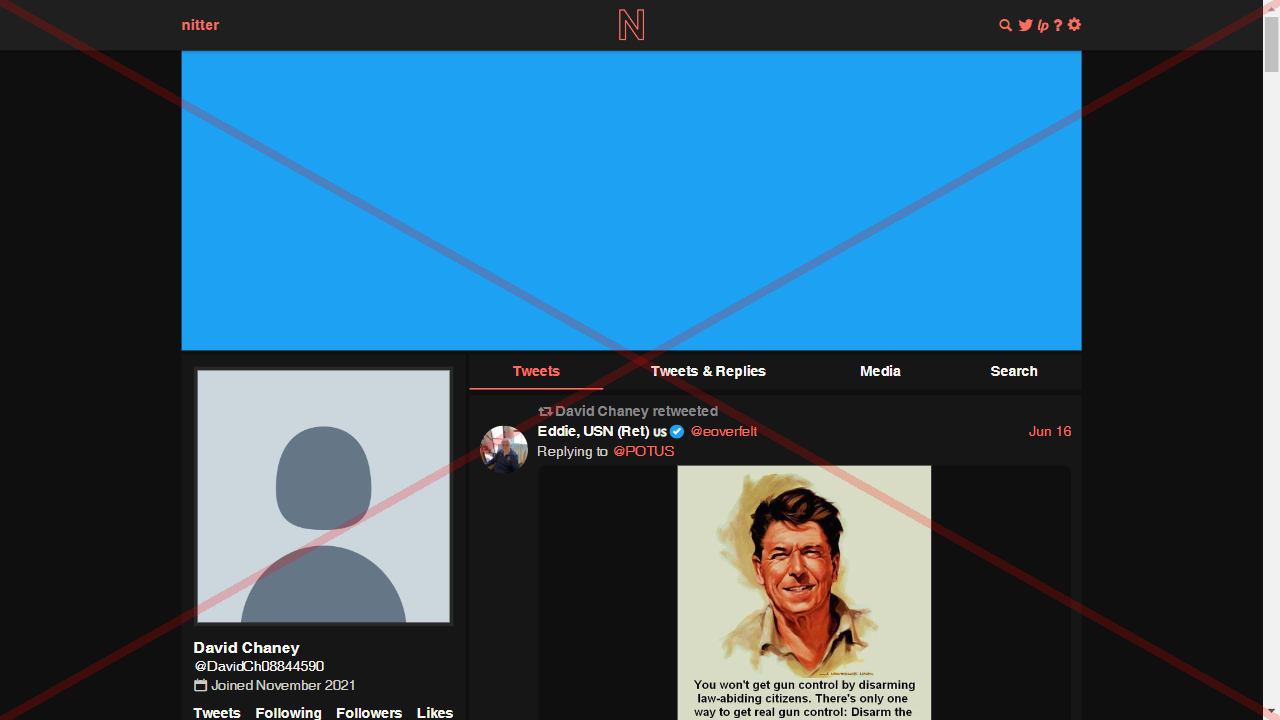 nitter
N
lp ?
Tweets Tweets & Replies Media Search
David Chaney retweeted
Eddie, USN (Ret) us @eoverfelt Jun 16
Replying to @POTUS
You won't get gun control by disarming
law-abiding citizens. There's only one
way to get real gun control: Disarm the
David Chaney
@DavidCh08844590
Joined November 2021
Tweets Following Followers Likes